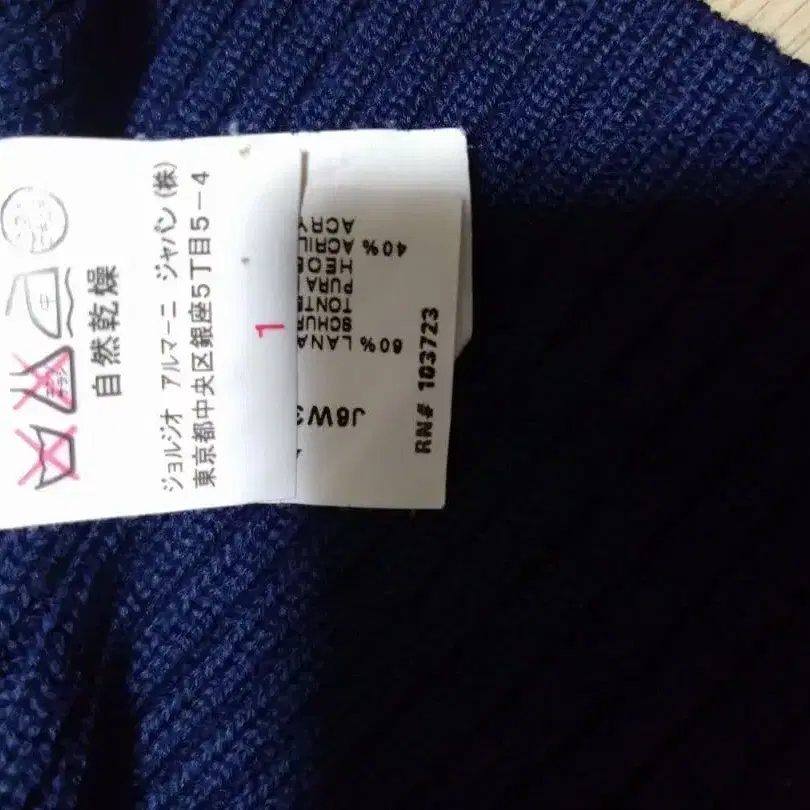 自然乾燥
ジョルジオ アルマーニ ジャパン(株)
東京都中央区銀座5丁目5-4
1
中
RN# 103723
J6W3
60% LANA
SCHUR
TONTE
PURA
HEOB
40% ACRIL
ACRY